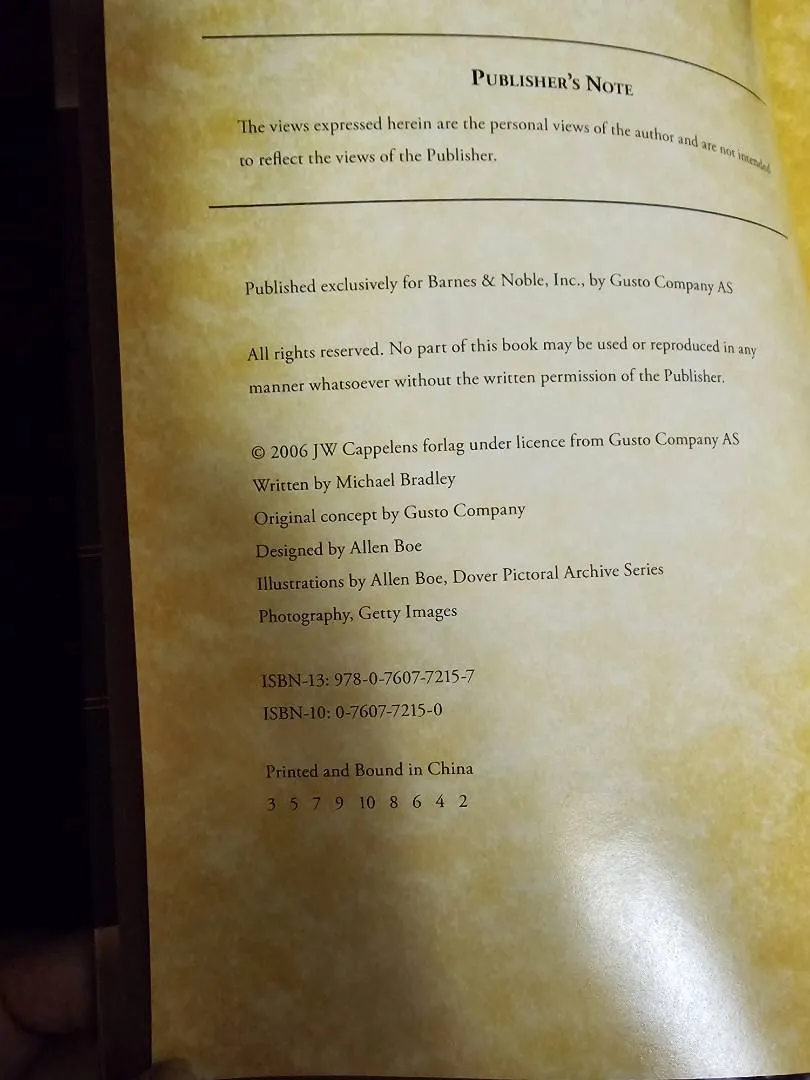 Publisher's Note
The views expressed herein are the personal views of the author and are not intended
to reflect the views of the Publisher.
Published exclusively for Barnes & Noble, Inc., by Gusto Company AS
All rights reserved. No part of this book may be used or reproduced in any
manner whatsoever without the written permission of the Publisher.
© 2006 JW Cappelens forlag under licence from Gusto Company AS
Written by Michael Bradley
Original concept by Gusto Company
Designed by Allen Boe
Illustrations by Allen Boe, Dover Pictoral Archive Series
Photography, Getty Images
ISBN-13: 978-0-7607-7215-7
ISBN-10: 0-7607-7215-0
Printed and Bound in China
3 5 7 9 10 8 6 4 2